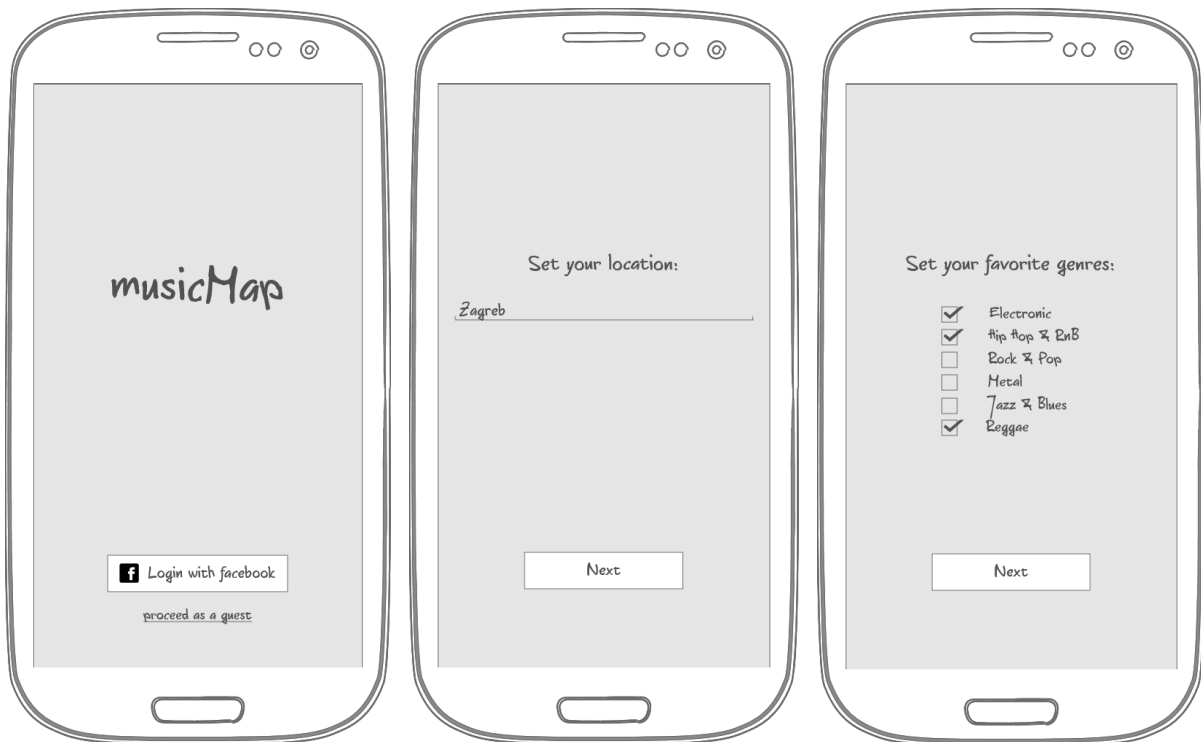 musicMap
Login with facebook
proceed as a guest
Set your location:
Zagreb
Next
Set your favorite genres:
Electronic
Hip Hop & RnB
Rock & Pop
Metal
Jazz & Blues
Reggae
Next